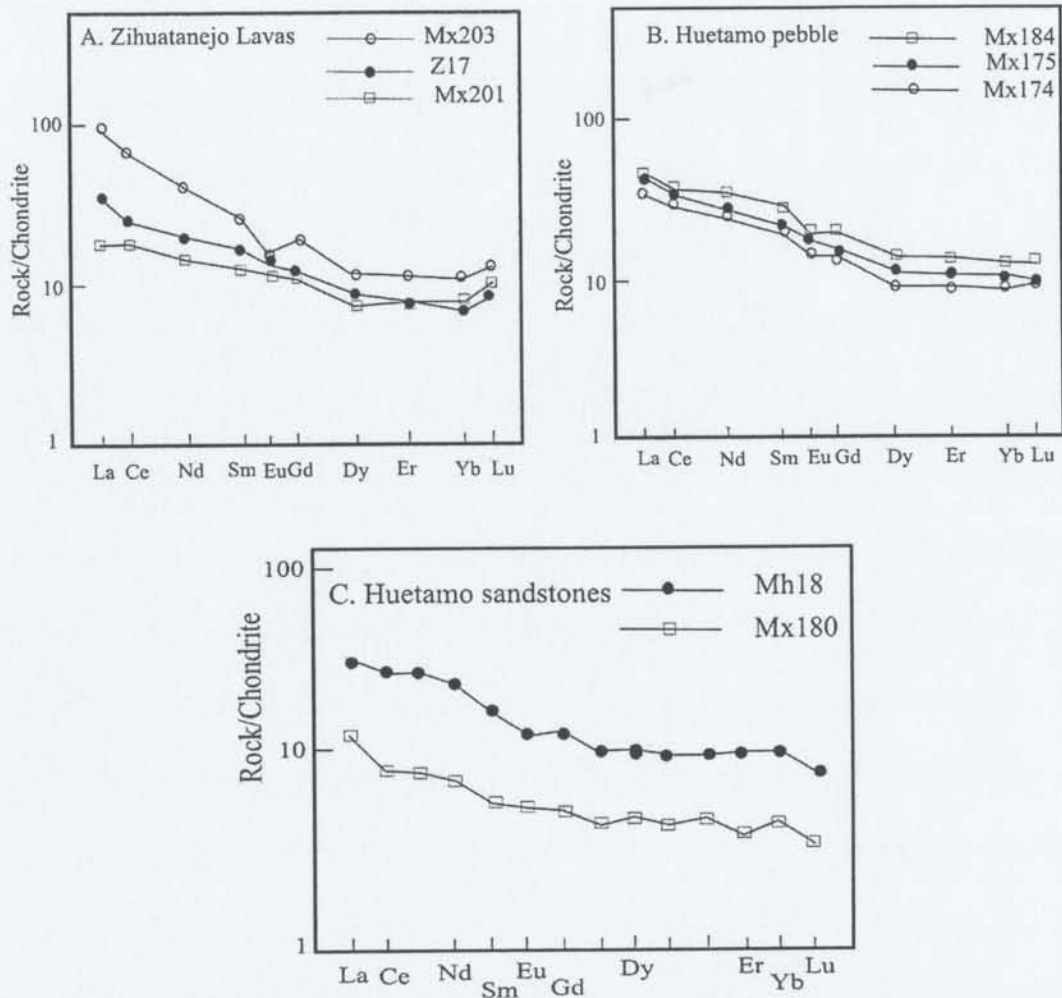 A. Zihuatanejo Lavas
Mx203
Z17
Mx201
Rock/Chondrite
100
10
1
La Ce Nd Sm Eu Gd Dy Er Yb Lu
B. Huetamo pebble
Mx184
Mx175
Mx174
Rock/Chondrite
100
10
1
La Ce Nd Sm Eu Gd Dy Er Yb Lu
C. Huetamo sandstones
Mh18
Mx180
Rock/Chondrite
100
10
1
La Ce Nd Sm Eu Gd Dy Er Yb Lu